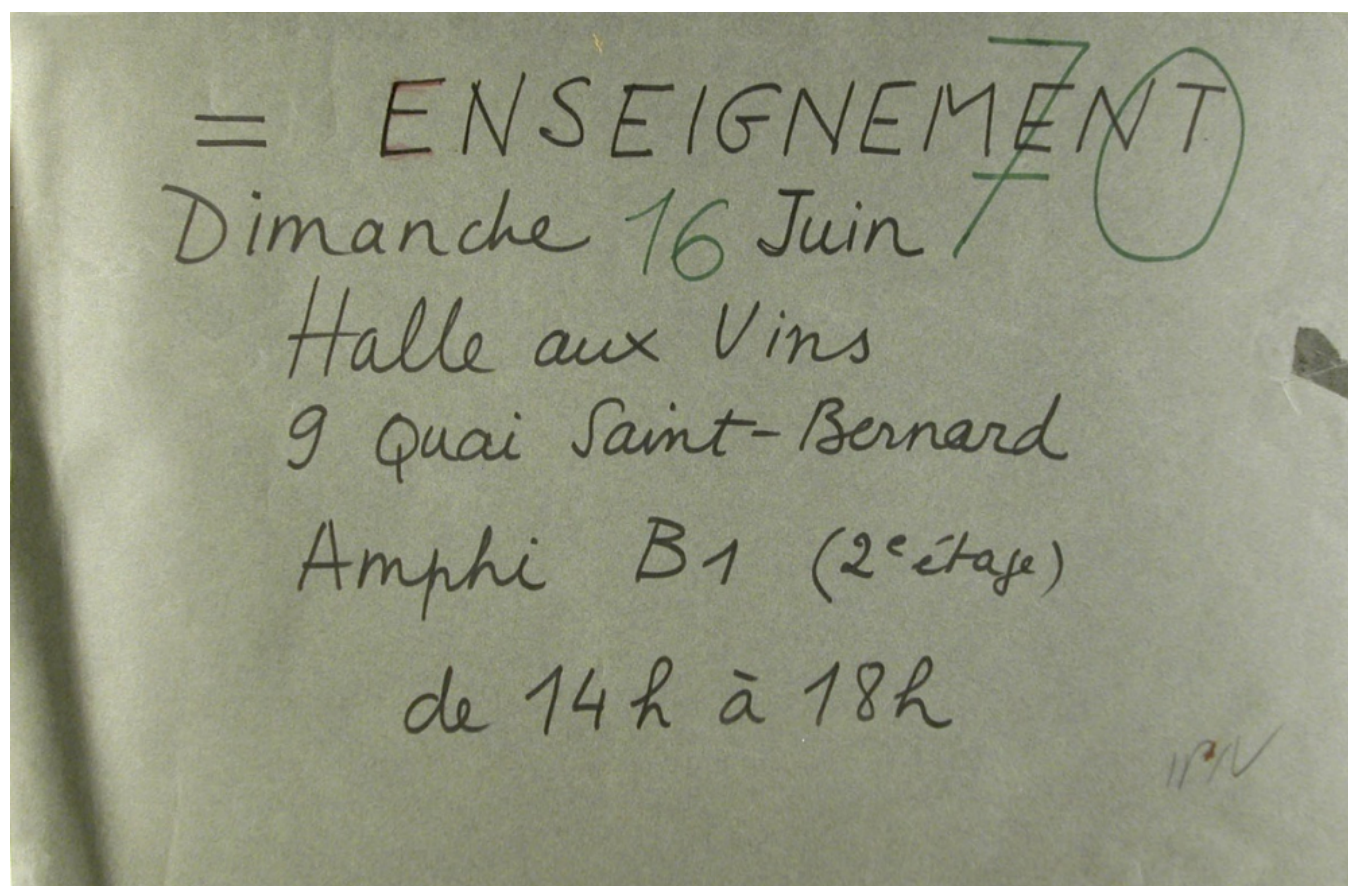 = ENSEIGNEMENT
70
Dimanche 16 Juin
Halle aux Vins
9 Quai Saint-Bernard
Amphi B1 (2e étage)
de 14h à 18h